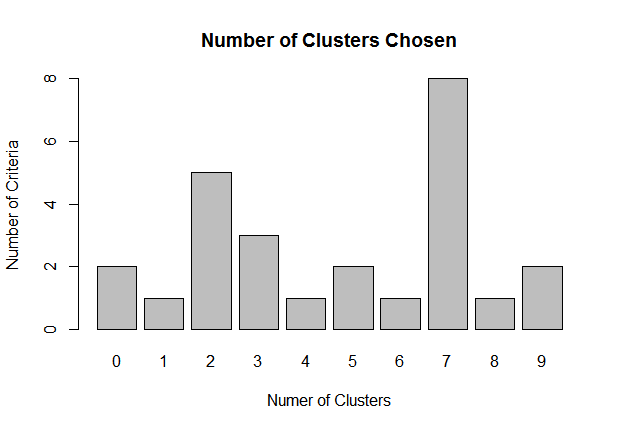 Number of Clusters Chosen
Number of Criteria
8
6
4
2
0
0 1 2 3 4 5 6 7 8 9
Numer of Clusters